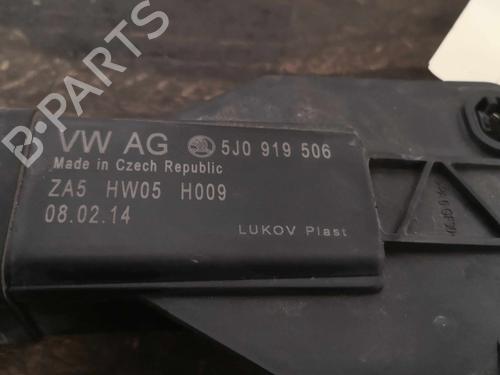 VW AG 5J0 919 506
Made in Czech Republic
ZA5 HW05 H009
08.02.14
LUKOV Plast
B-PARTS